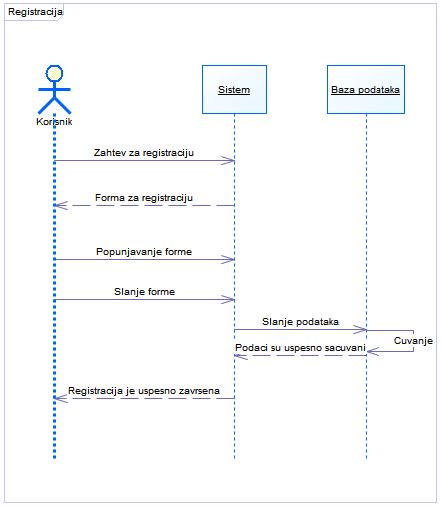 Registracija
Sistem
Baza podataka
Korisnik
Zahtev za registraciju
Forma za registraciju
Popunjavanje forme
Slanje forme
Slanje podataka
Cuvanje
Podaci su uspesno sacuvani
Registracija je uspesno zavrsena